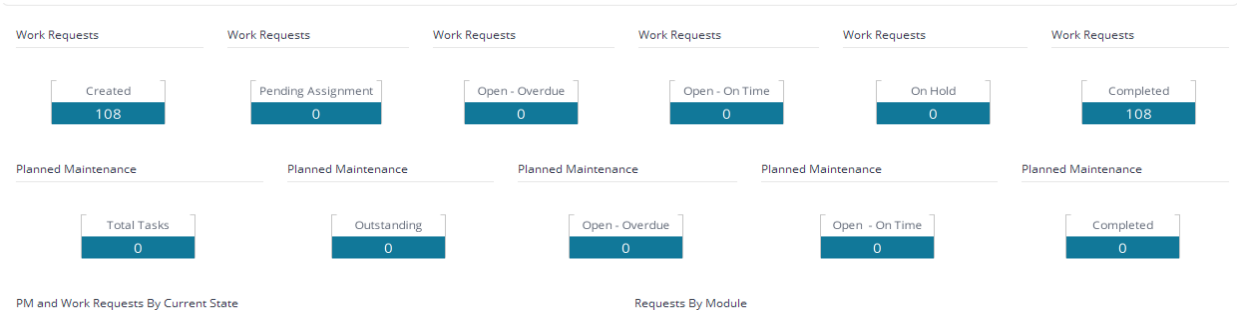 Work Requests Work Requests Work Requests Work Requests Work Requests Work Requests
Created Pending Assignment Open - Overdue Open - On Time On Hold Completed
108 0 0 0 0 108
Planned Maintenance Planned Maintenance Planned Maintenance Planned Maintenance Planned Maintenance
Total Tasks Outstanding Open - Overdue Open - On Time Completed
0 0 0 0 0
PM and Work Requests By Current State Requests By Module